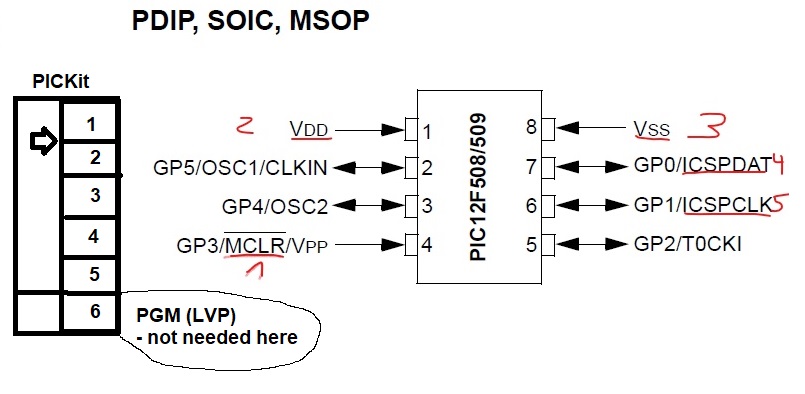 PDIP, SOIC, MSOP
PICKit
1
2
3
4
5
6
PGM (LVP)
- not needed here
2 VDD
GP5/OSC1/CLKIN
GP4/OSC2
GP3/MCLR/VPP
1
1
2
3
4
PIC12F508/509
8
7
6
5
VSS 3
GP0/ICSPDAT 4
GP1/ICSPCLK 5
GP2/T0CKI